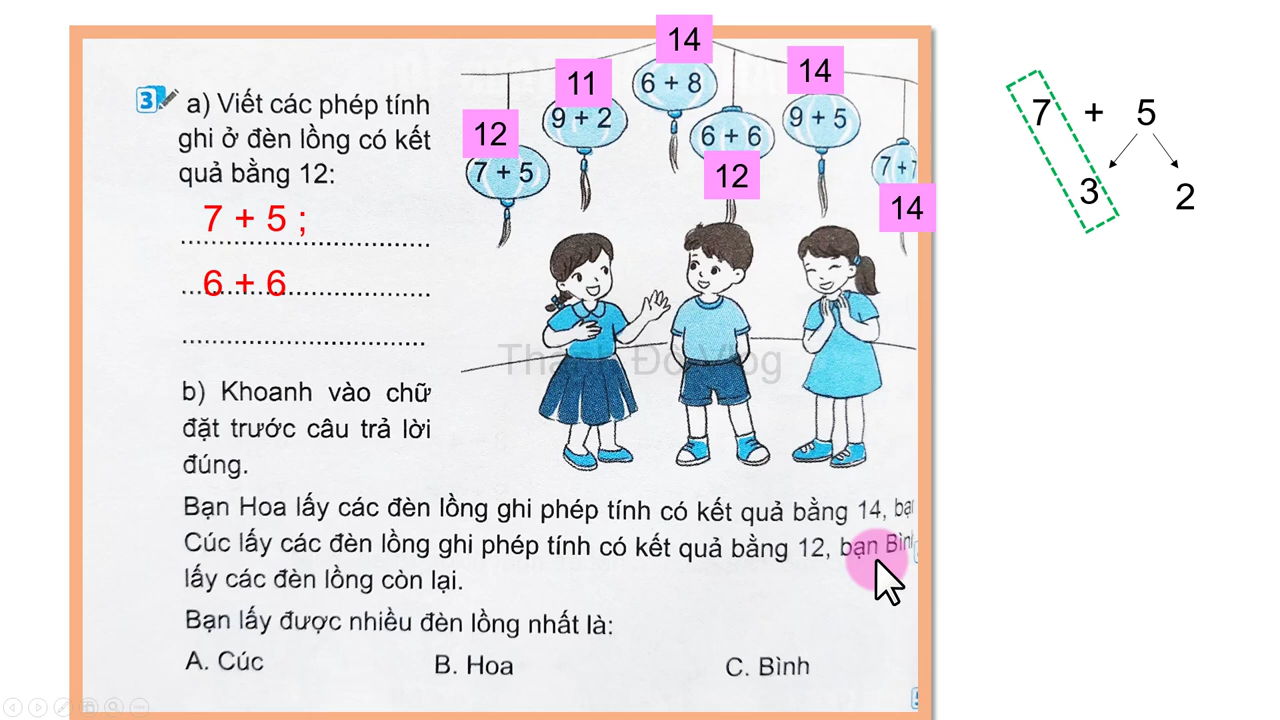 3
a) Viết các phép tính
ghi ở đèn lồng có kết
quả bằng 12:
7 + 5 ;
6 + 6
12
7 + 5
11
9 + 2
14
6 + 8
6 + 6
12
14
9 + 5
7 + 7
14
7 + 5
3 2
b) Khoanh vào chữ
đặt trước câu trả lời
đúng.
Bạn Hoa lấy các đèn lồng ghi phép tính có kết quả bằng 14, bạn
Cúc lấy các đèn lồng ghi phép tính có kết quả bằng 12, bạn Bình
lấy các đèn lồng còn lại.
Bạn lấy được nhiều đèn lồng nhất là:
A. Cúc B. Hoa C. Bình